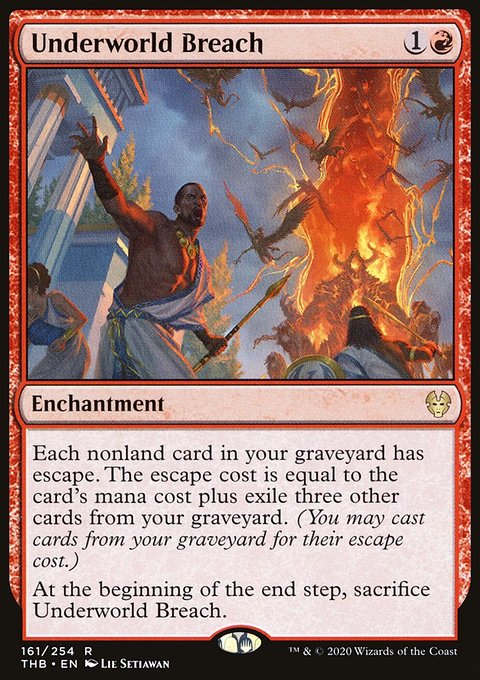 Underworld Breach 1
Enchantment
Each nonland card in your graveyard has
escape. The escape cost is equal to the
card's mana cost plus exile three other
cards from your graveyard. (You may cast
cards from your graveyard for their escape
cost.)
At the beginning of the end step, sacrifice
Underworld Breach.
161/254 R
THB • EN Lie Setiawan
™ & © 2020 Wizards of the Coast